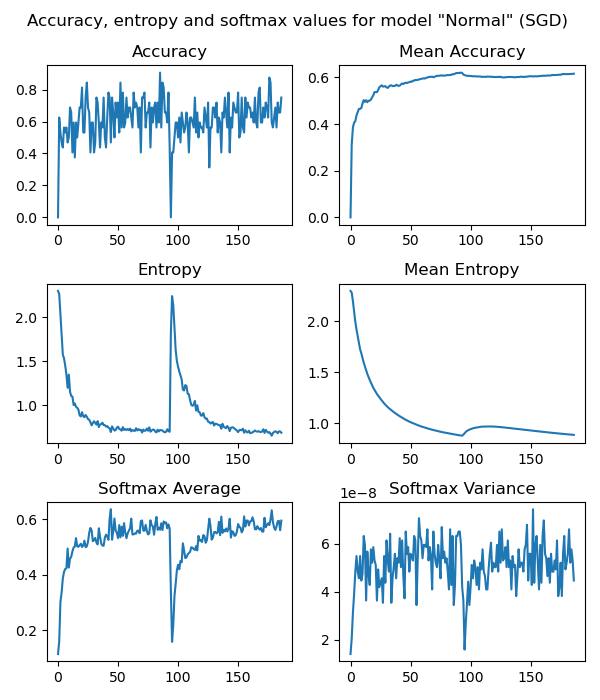 Accuracy, entropy and softmax values for model "Normal" (SGD)
Accuracy
Mean Accuracy
0.8
0.6
0.4
0.2
0.0
0 50 100 150
0.6
0.4
0.2
0.0
0 50 100 150
Entropy
Mean Entropy
2.0
1.5
1.0
0 50 100 150
2.0
1.5
1.0
0 50 100 150
Softmax Average
Softmax Variance
0.6
0.4
0.2
0 50 100 150
1e−8
6
4
2
0 50 100 150